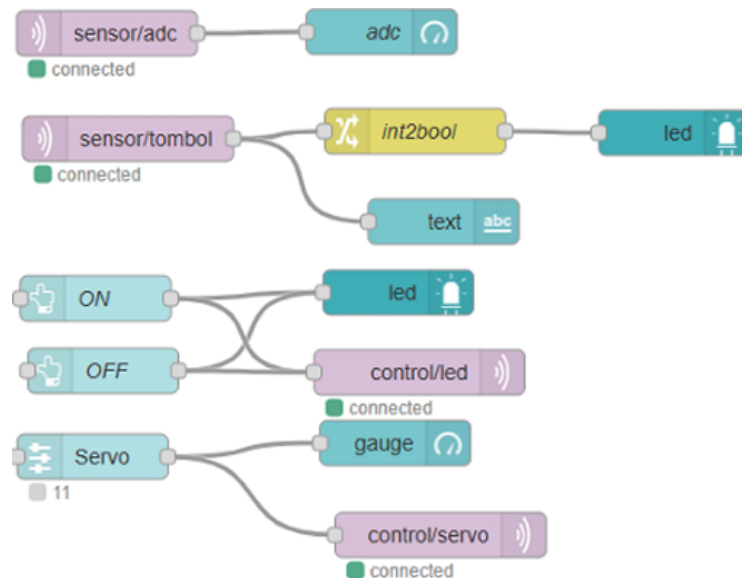 sensor/adc
adc
connected
sensor/tombol
int2bool
led
connected
text
abc
ON
led
OFF
control/led
connected
Servo
gauge
11
control/servo
connected